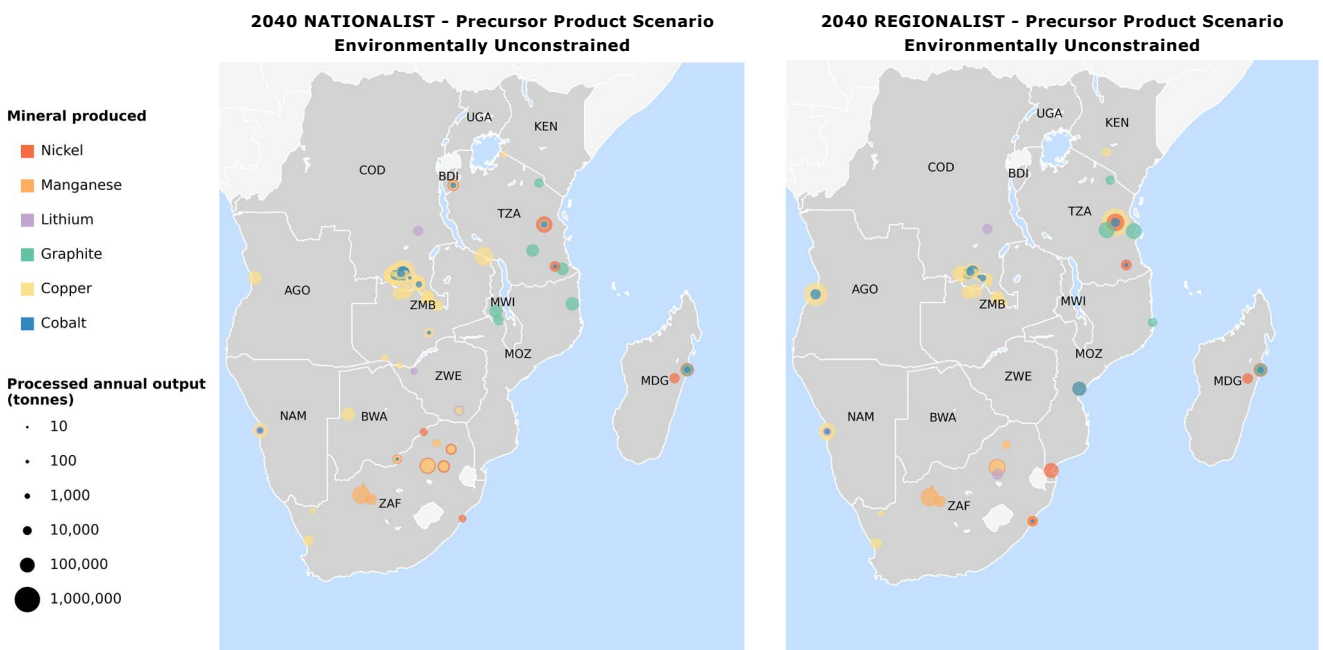 2040 NATIONALIST - Precursor Product Scenario
Environmentally Unconstrained
2040 REGIONALIST - Precursor Product Scenario
Environmentally Unconstrained
Mineral produced
Nickel
Manganese
Lithium
Graphite
Copper
Cobalt
Processed annual output
(tonnes)
10
100
1,000
10,000
100,000
1,000,000
UGA
KEN
COD
BDI
TZA
AGO
ZMB
MWI
MOZ
ZWE
MDG
NAM
BWA
ZAF
UGA
KEN
COD
BDI
TZA
AGO
ZMB
MWI
MOZ
ZWE
MDG
NAM
BWA
ZAF